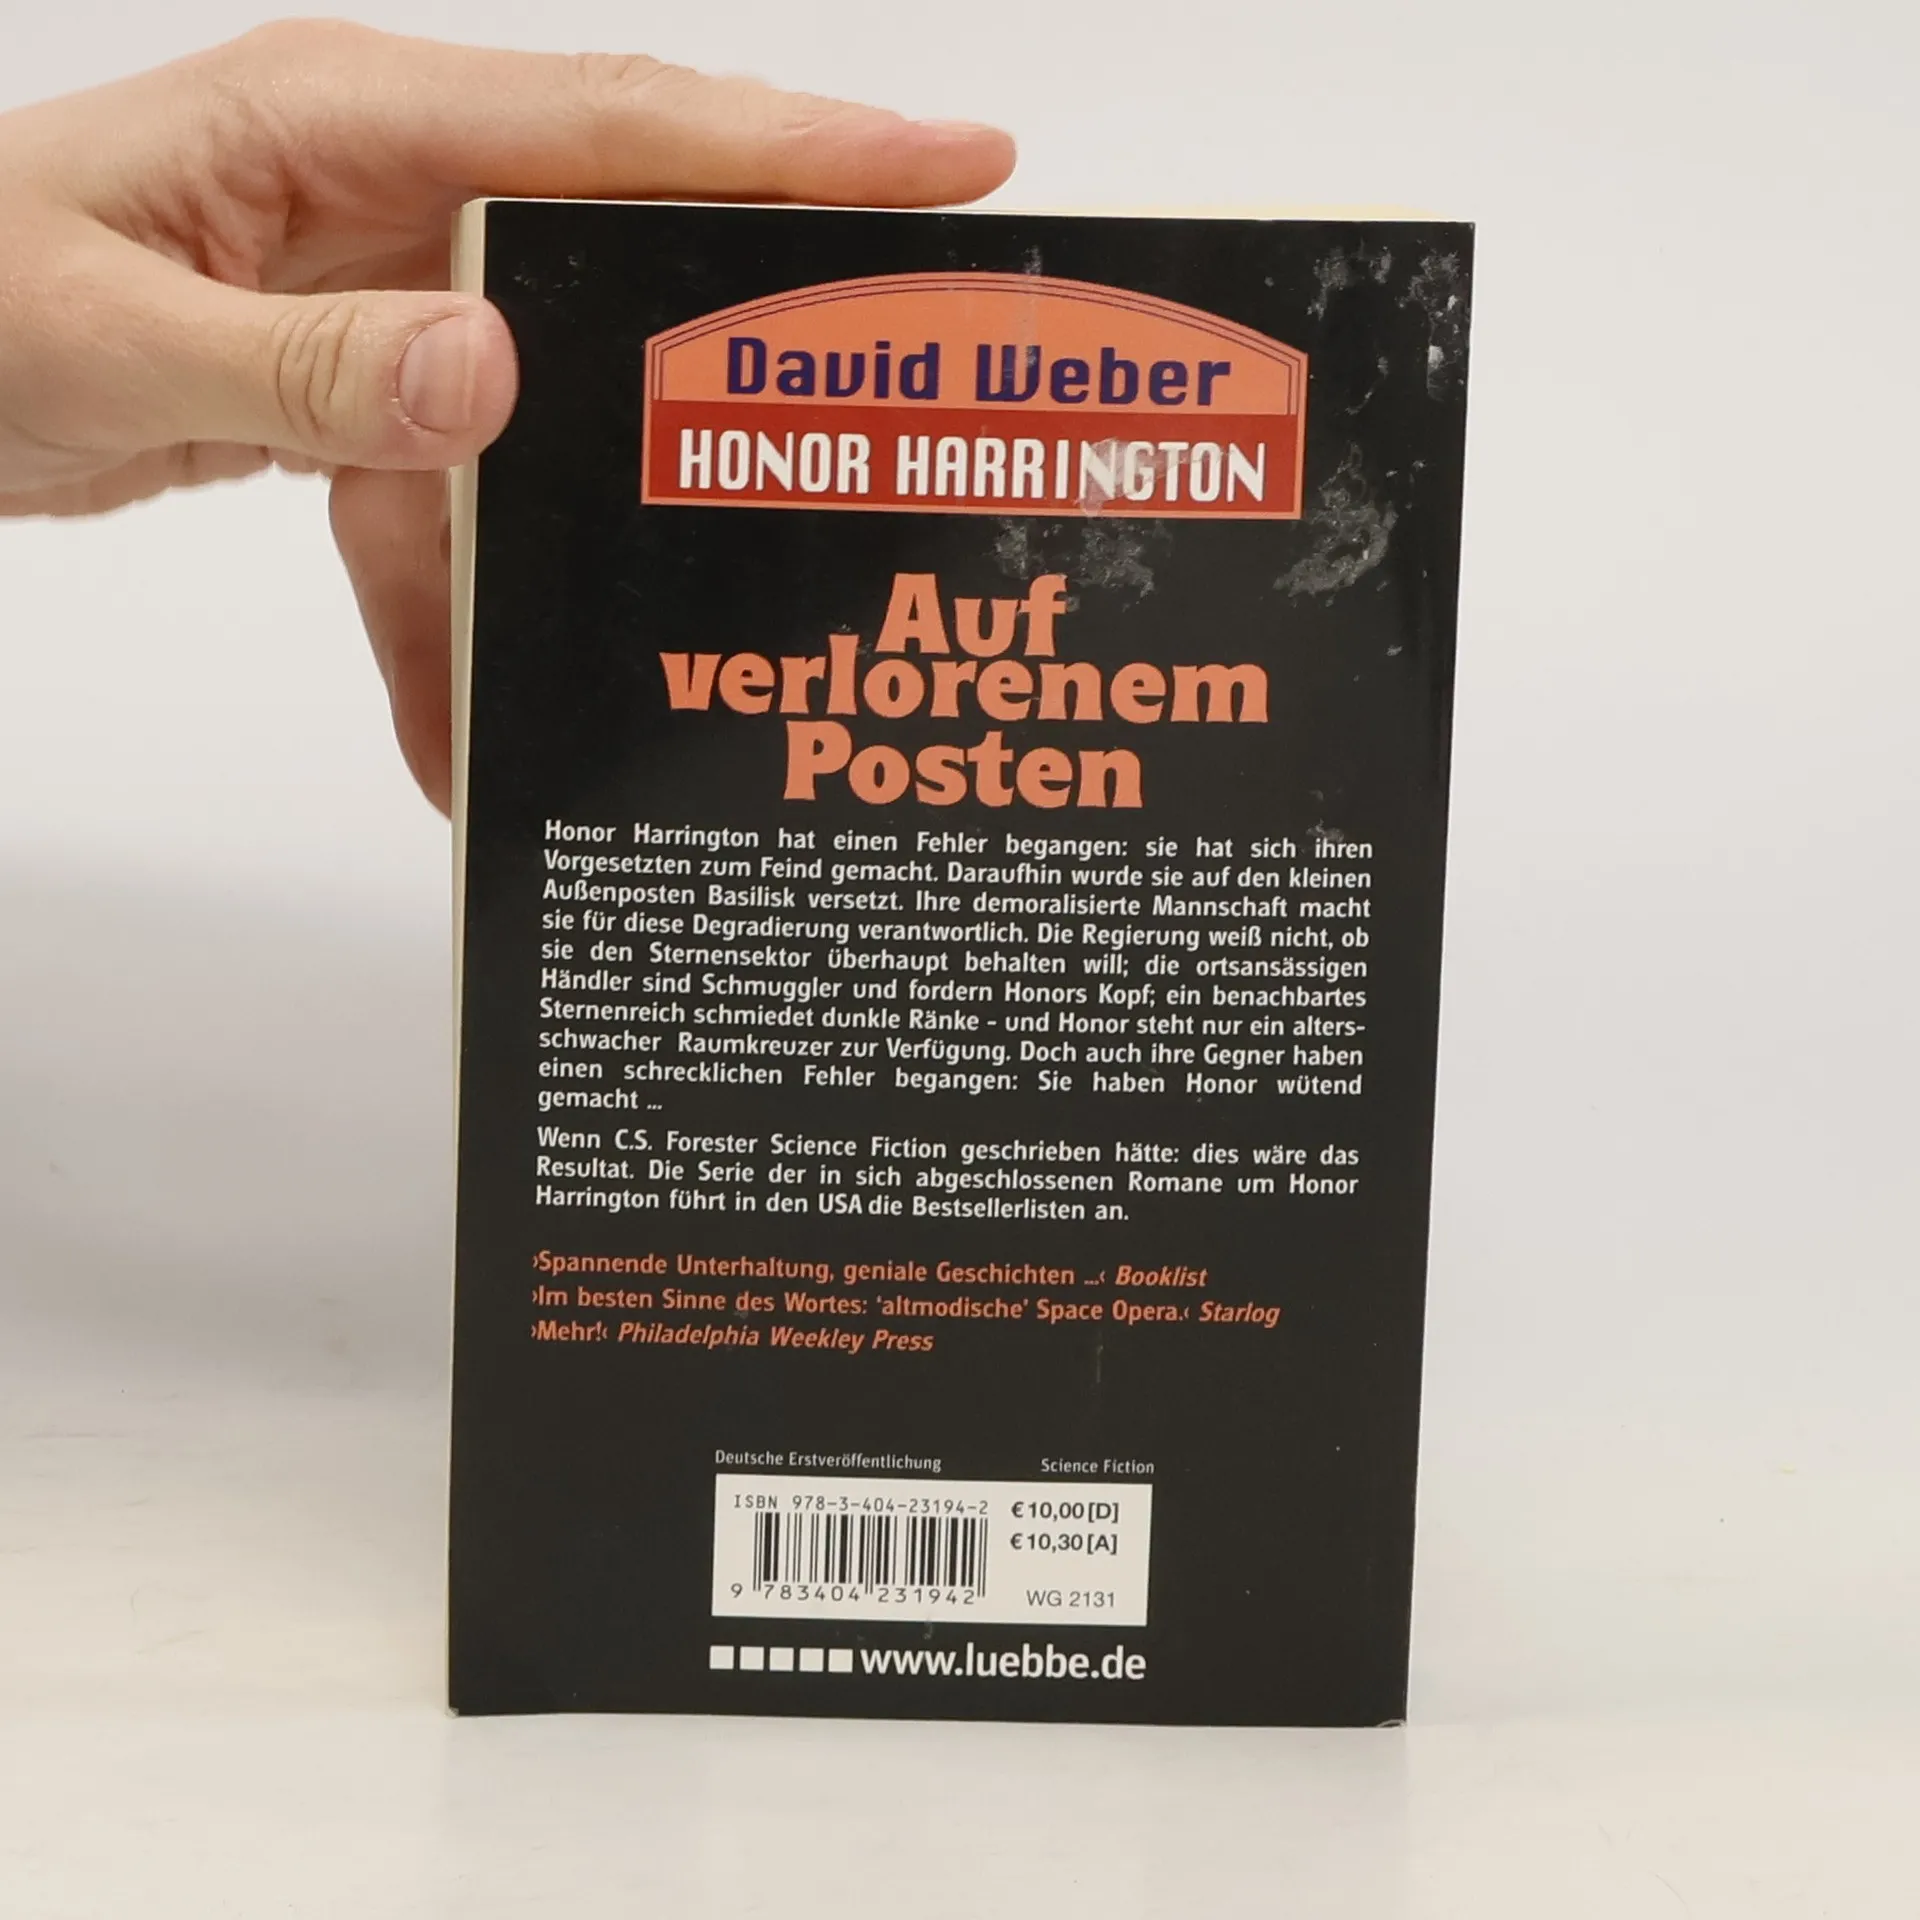 David Weber
HONOR HARRINGTON
Auf
verlorenem
Posten
Honor Harrington hat einen Fehler begangen: sie hat sich ihren
Vorgesetzten zum Feind gemacht. Daraufhin wurde sie auf den kleinen
Außenposten Basilisk versetzt. Ihre demoralisierte Mannschaft macht
sie für diese Degradierung verantwortlich. Die Regierung weiß nicht, ob
sie den Sternensektor überhaupt behalten will; die ortsansässigen
Händler sind Schmuggler und fordern Honors Kopf; ein benachbartes
Sternenreich schmiedet dunkle Ränke - und Honor steht nur ein alters-
schwacher Raumkreuzer zur Verfügung. Doch auch ihre Gegner haben
einen schrecklichen Fehler begangen: Sie haben Honor wütend
gemacht ...
Wenn C.S. Forester Science Fiction geschrieben hätte: dies wäre das
Resultat. Die Serie der in sich abgeschlossenen Romane um Honor
Harrington führt in den USA die Bestsellerlisten an.
›Spannende Unterhaltung, geniale Geschichten ...‹ Booklist
›Im besten Sinne des Wortes: 'altmodische' Space Opera.‹ Starlog
›Mehr!‹ Philadelphia Weekley Press
Deutsche Erstveröffentlichung Science Fiction
ISBN 978-3-404-23194-2 € 10,00 [D]
€ 10,30 [A]
9 783404 231942 WG 2131
www.luebbe.de